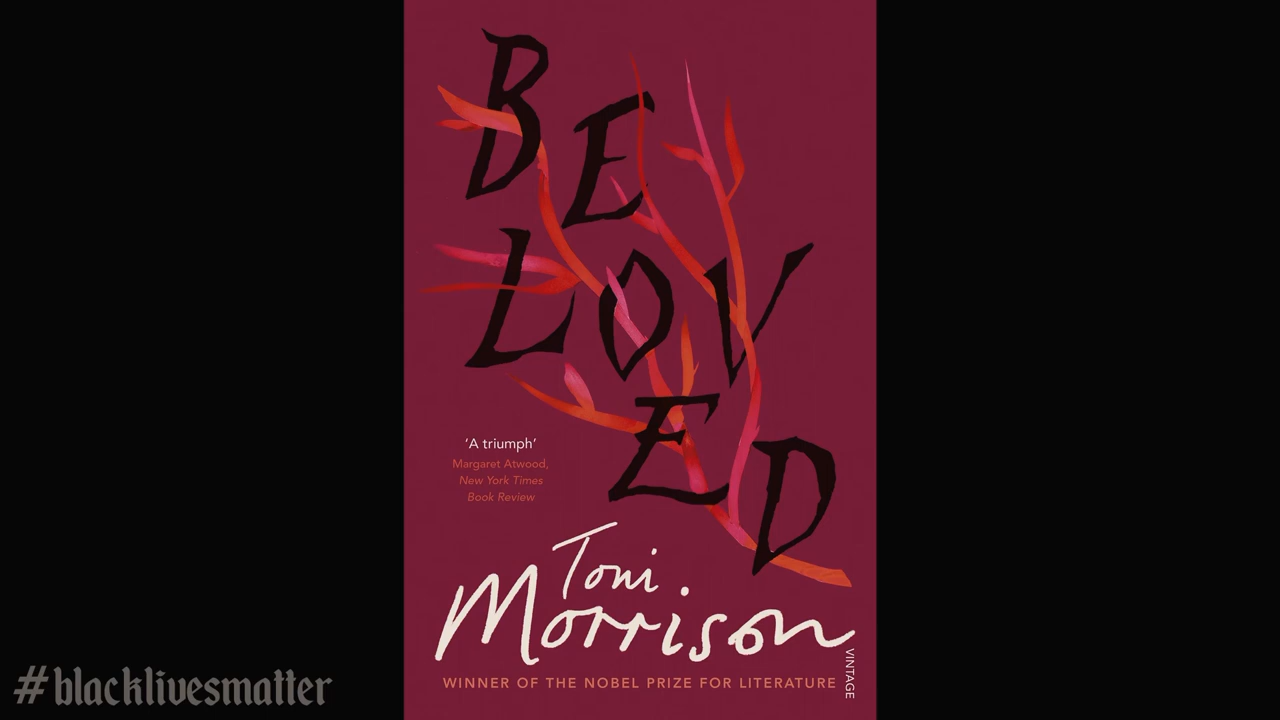 BE
LOV
ED
'A triumph'
Margaret Atwood,
New York Times
Book Review
Toni
Morrison
WINNER OF THE NOBEL PRIZE FOR LITERATURE
VINTAGE
#blacklivesmatter